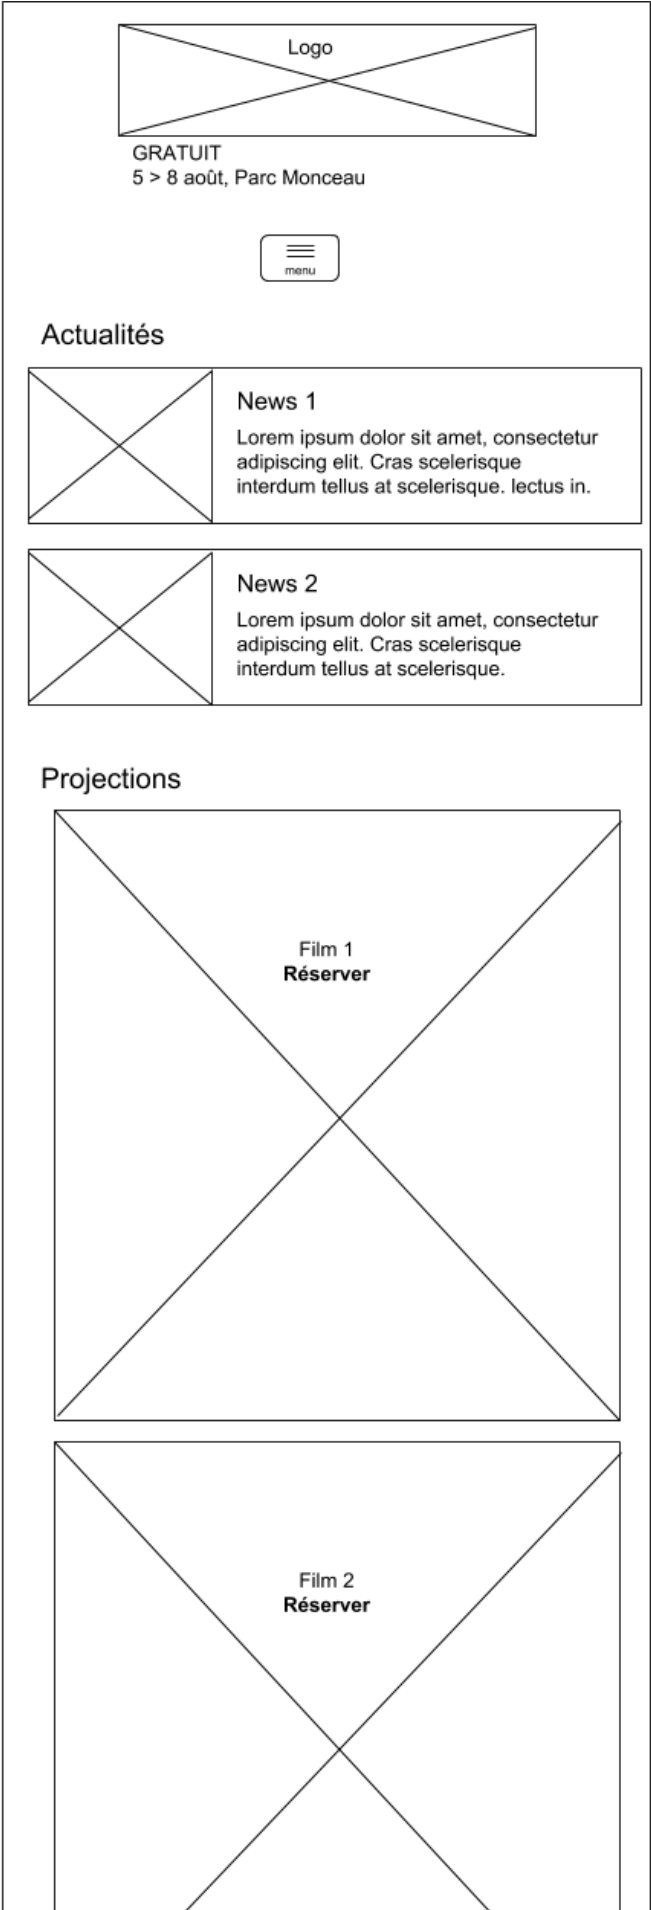 Logo
GRATUIT
5 > 8 août, Parc Monceau
menu
Actualités
News 1
Lorem ipsum dolor sit amet, consectetur
adipiscing elit. Cras scelerisque
interdum tellus at scelerisque. lectus in.
News 2
Lorem ipsum dolor sit amet, consectetur
adipiscing elit. Cras scelerisque
interdum tellus at scelerisque.
Projections
Film 1
Réserver
Film 2
Réserver